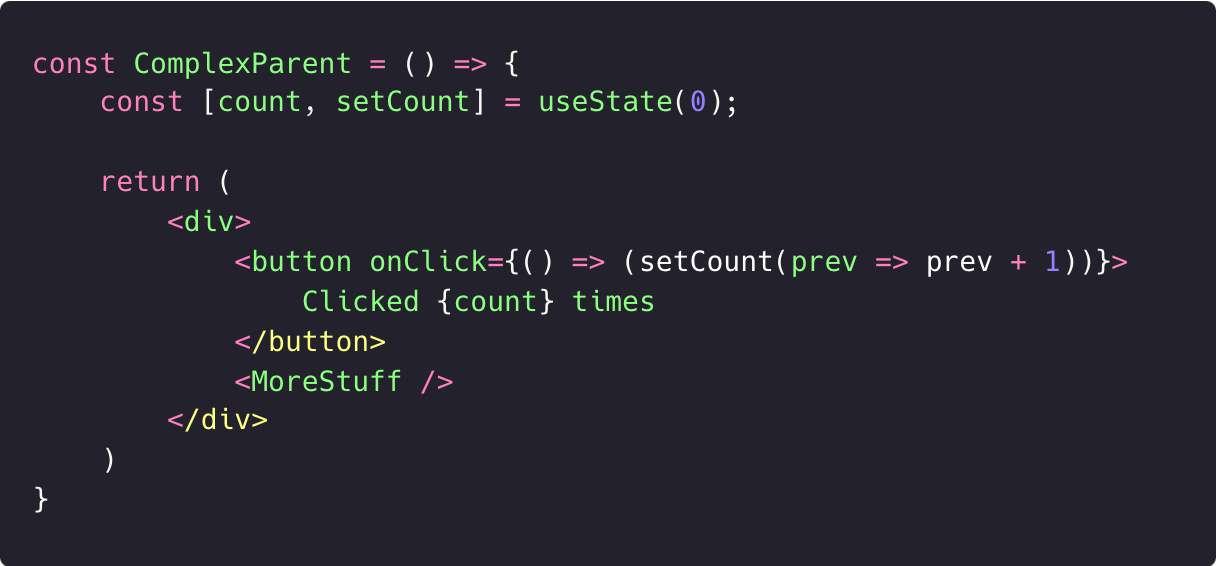 const ComplexParent = () => {
    const [count, setCount] = useState(0);

    return (
        <div>
            <button onClick={() => (setCount(prev => prev + 1))}>
                Clicked {count} times
            </button>
            <MoreStuff />
        </div>
    )
}